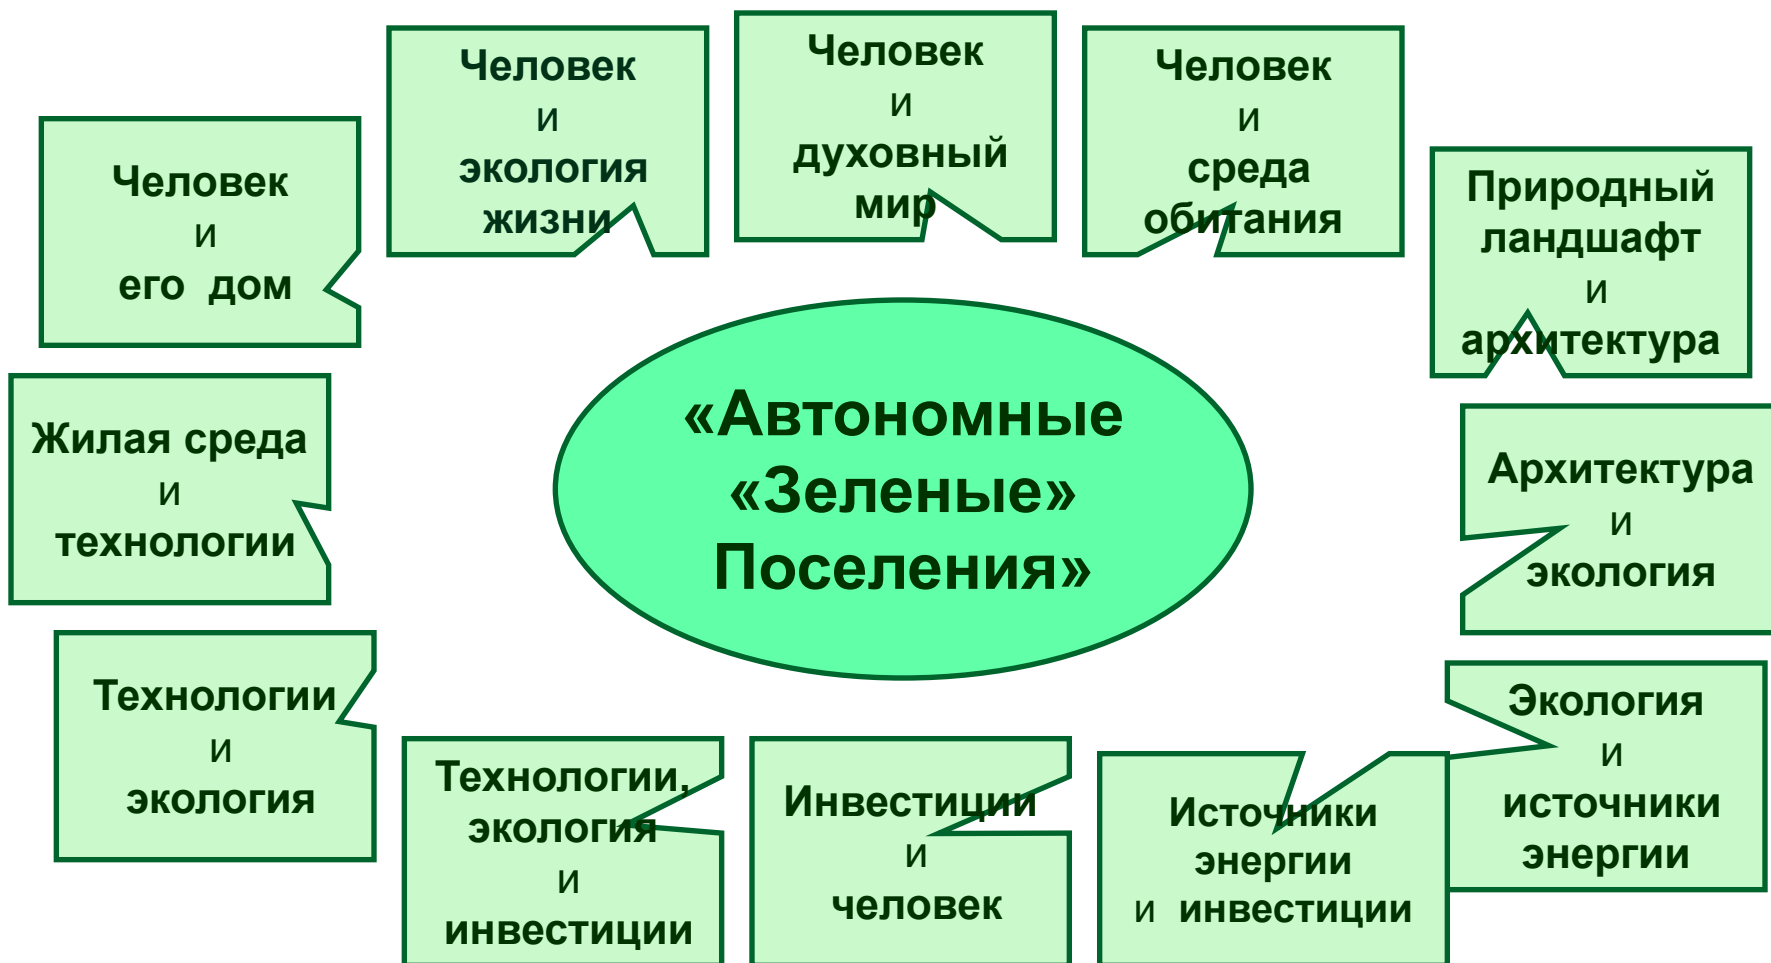 Человек
и
экология
жизни
Человек
и
духовный
мир
Человек
и
среда
обитания
Человек
и
его дом
Природный
ландшафт
и
архитектура
«Автономные
«Зеленые»
Поселения»
Жилая среда
и
технологии
Архитектура
и
экология
Технологии
и
экология
Экология
и
источники
энергии
Технологии,
экология
и
инвестиции
Инвестиции
и
человек
Источники
энергии
и инвестиции